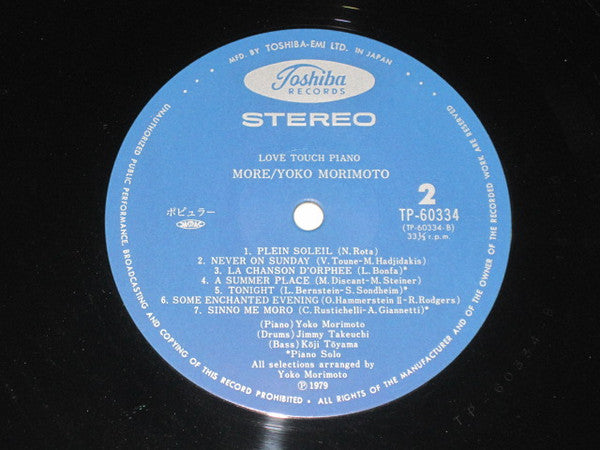 MFD. BY TOSHIBA-EMI LTD. IN JAPAN
Toshiba
RECORDS
STEREO
LOVE TOUCH PIANO
MORE/YOKO MORIMOTO
2
ポピュラー
TP-60334
(TP-60334-B)
33⅓ r.p.m.
1. PLEIN SOLEIL (N. Rota)
2. NEVER ON SUNDAY (V. Toune-M. Hadjidakis)
3. LA CHANSON D'ORPHEE (L. Bonfa)*
4. A SUMMER PLACE (M. Discant-M. Steiner)
5. TONIGHT (L. Bernstein-S. Sondheim)*
6. SOME ENCHANTED EVENING (O. Hammerstein II-R. Rodgers)
7. SINNO ME MORO (C. Rustichelli-A. Giannetti)*
(Piano) Yoko Morimoto
(Drums) Jimmy Takeuchi
(Bass) Kōji Tōyama
*Piano Solo
All selections arranged by
Yoko Morimoto
Ⓟ 1979
UNAUTHORIZED PUBLIC PERFORMANCE, BROADCASTING AND COPYING OF THIS RECORD PROHIBITED • ALL RIGHTS OF THE MANUFACTURER AND OF THE OWNER OF THE RECORDED WORK ARE RESERVED
TP-60334 B